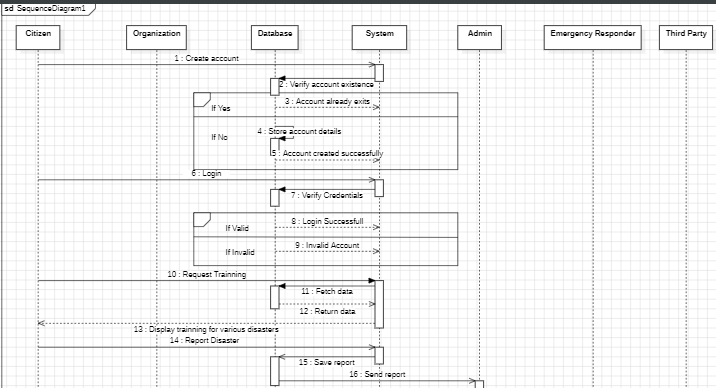 sd SequenceDiagram1
Citizen Organization Database System Admin Emergency Responder Third Party
1 : Create account
2 : Verify account existence
3 : Account already exits
If Yes
4 : Store account details
If No
5 : Account created successfully
6 : Login
7 : Verify Credentials
8 : Login Successfull
If Valid
9 : Invalid Account
If Invalid
10 : Request Trainning
11 : Fetch data
12 : Return data
13 : Display trainning for various disasters
14 : Report Disaster
15 : Save report
16 : Send report